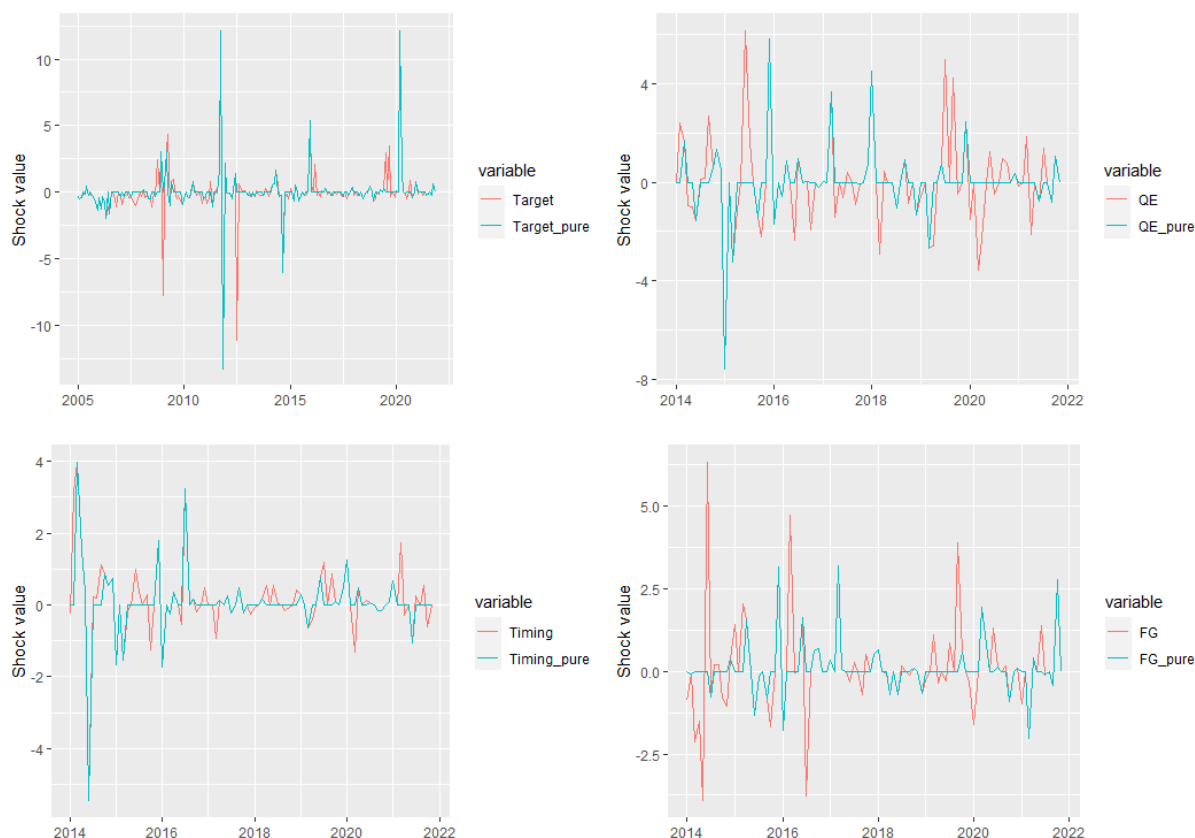 Shock value
10
5
0
-5
-10
2005
2010
2015
2020
variable
Target
Target_pure
Shock value
4
0
-4
-8
2014
2016
2018
2020
2022
variable
QE
QE_pure
Shock value
4
2
0
-2
-4
2014
2016
2018
2020
2022
variable
Timing
Timing_pure
Shock value
5.0
2.5
0.0
-2.5
2014
2016
2018
2020
2022
variable
FG
FG_pure